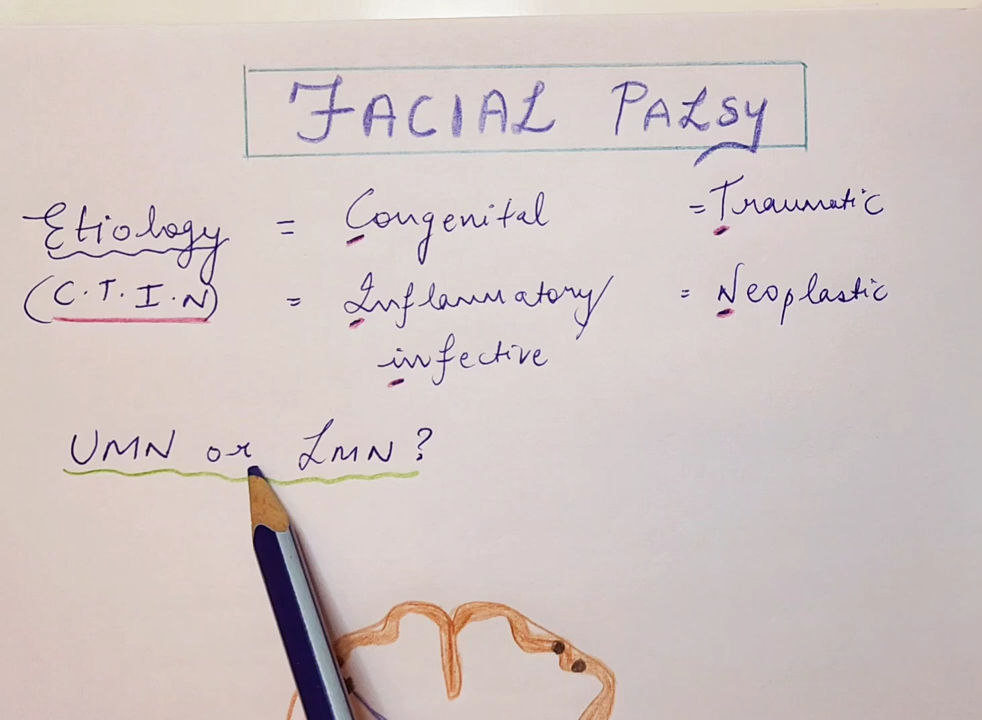 FACIAL PALSY
Etiology = Congenital = Traumatic
(C.T.I.N) = Inflammatory/ = Neoplastic
infective
UMN or LMN?